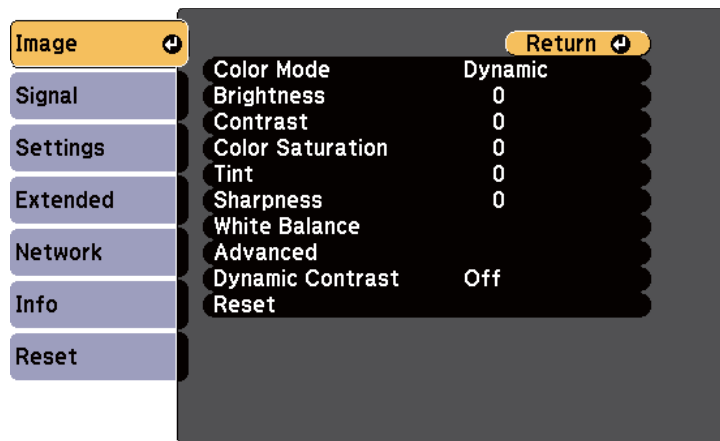 Image
Signal
Settings
Extended
Network
Info
Reset
Return
Color Mode Dynamic
Brightness 0
Contrast 0
Color Saturation 0
Tint 0
Sharpness 0
White Balance
Advanced
Dynamic Contrast Off
Reset